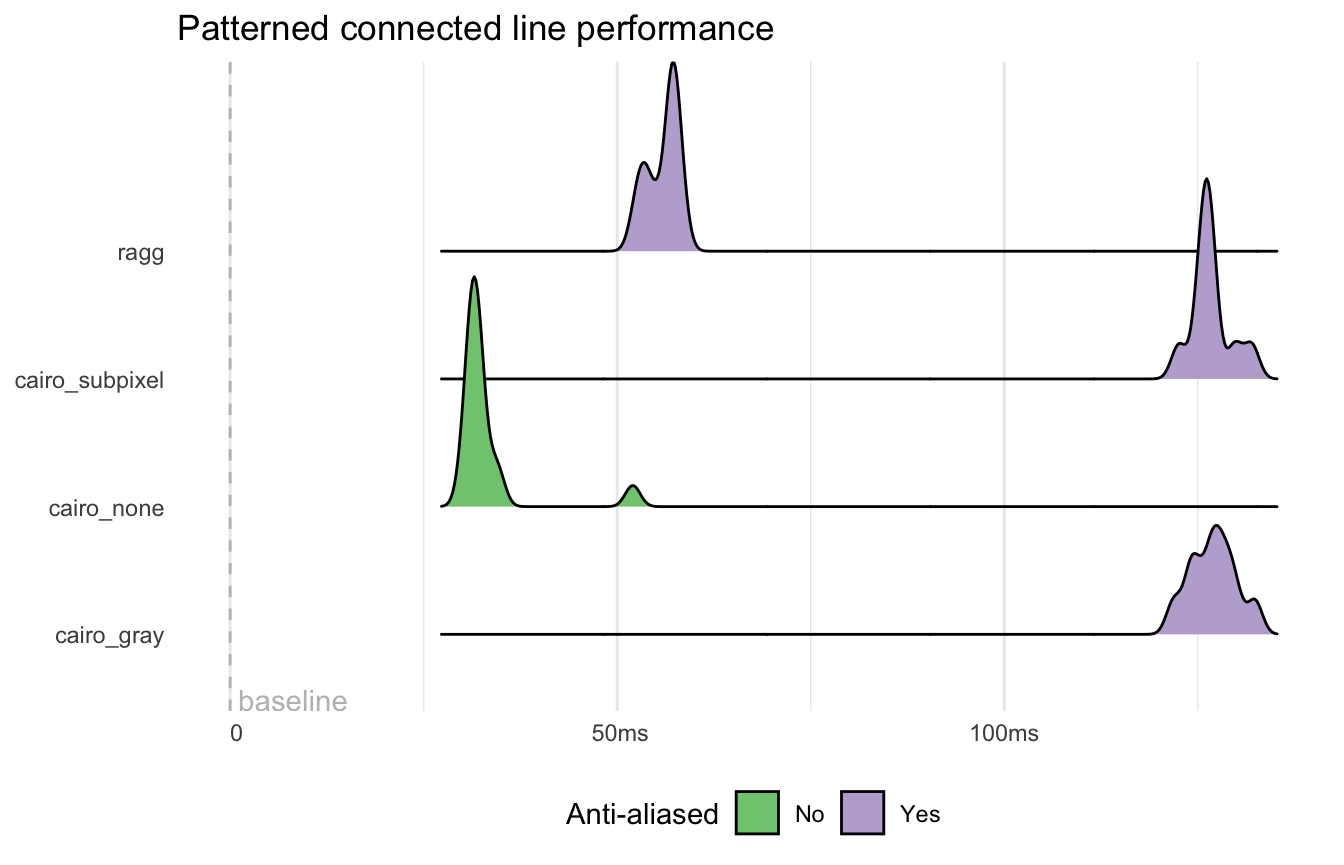 Patterned connected line performance
ragg
cairo_subpixel
cairo_none
cairo_gray
baseline
0 50ms 100ms
Anti-aliased No Yes